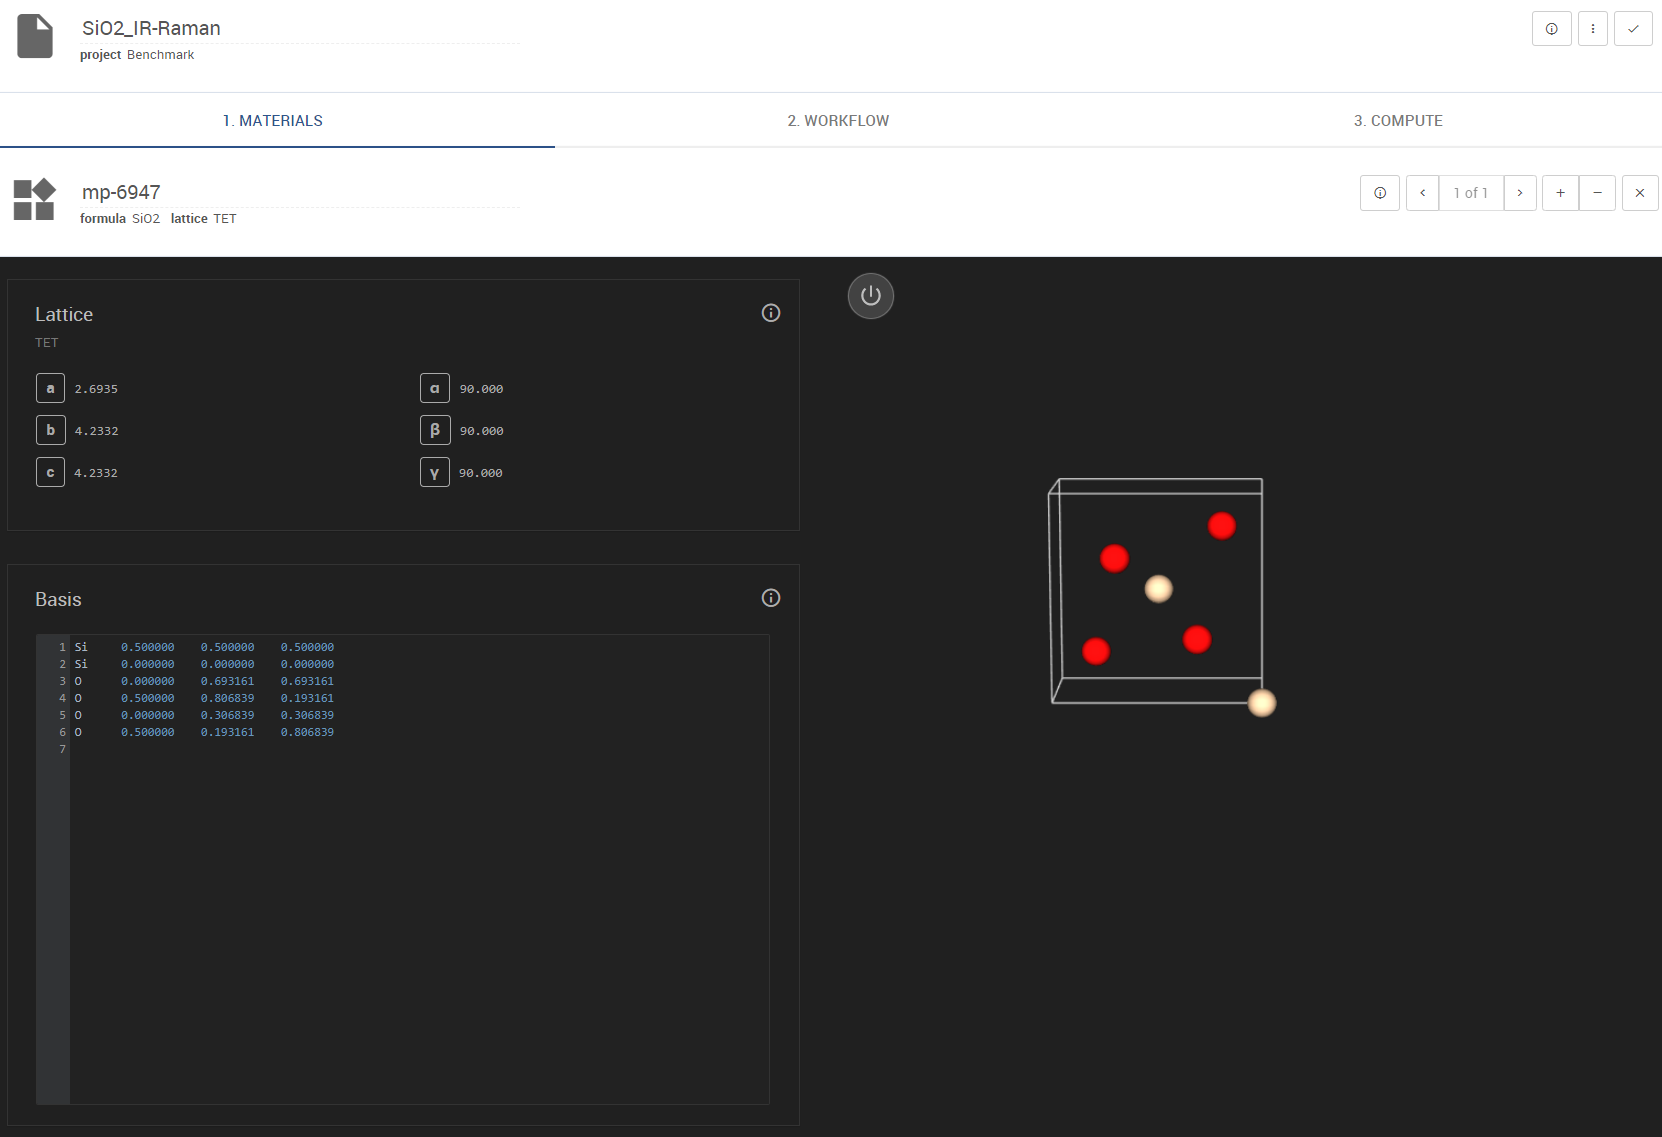 SiO2_IR-Raman
project Benchmark
1. MATERIALS
2. WORKFLOW
3. COMPUTE
mp-6947
formula SiO2 lattice TET
1 of 1
Lattice
TET
a 2.6935
α 90.000
b 4.2332
β 90.000
c 4.2332
γ 90.000
Basis
1 Si 0.500000 0.500000 0.500000
2 Si 0.000000 0.000000 0.000000
3 O 0.000000 0.693161 0.693161
4 O 0.500000 0.806839 0.193161
5 O 0.000000 0.306839 0.306839
6 O 0.500000 0.193161 0.806839
7